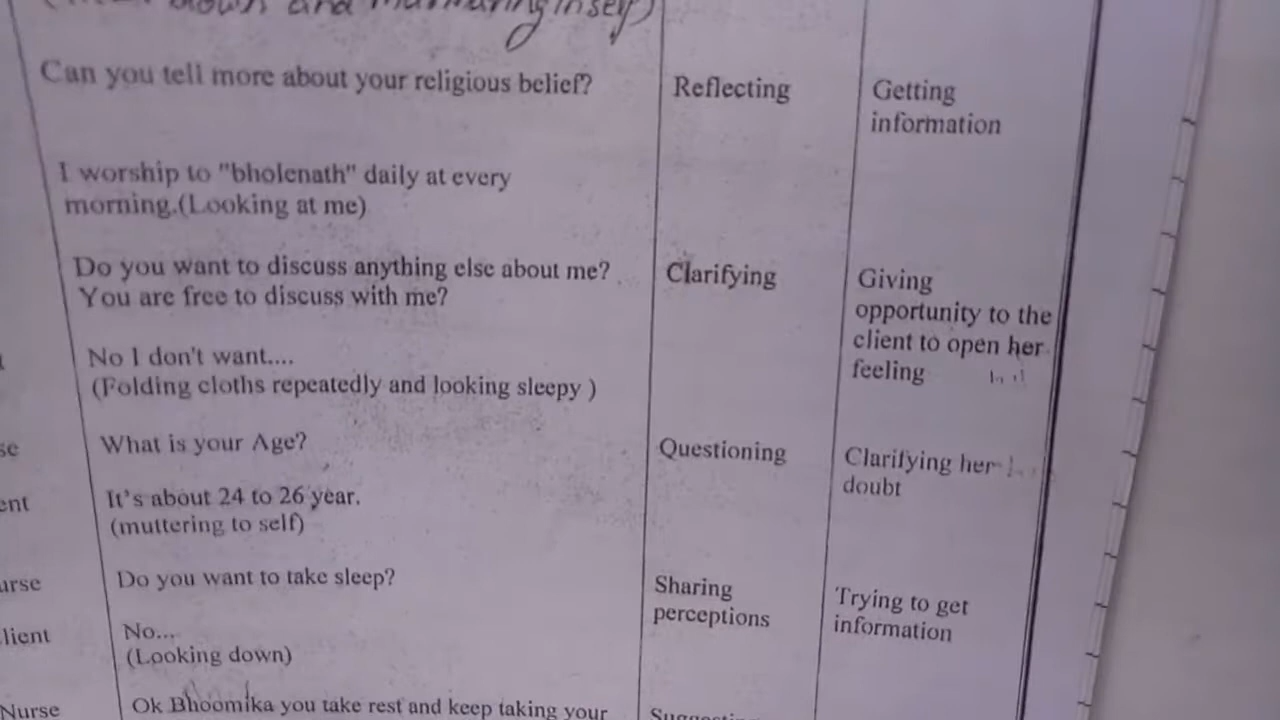 down and murmuring in self)
Can you tell more about your religious belief?
Reflecting
Getting
information
I worship to "bholenath" daily at every
morning.(Looking at me)
Do you want to discuss anything else about me?
You are free to discuss with me?
Clarifying
Giving
opportunity to the
client to open her
feeling
No I don't want....
(Folding cloths repeatedly and looking sleepy )
se
What is your Age?
Questioning
Clarifying her
doubt
ent
It's about 24 to 26 year.
(muttering to self)
urse
Do you want to take sleep?
Sharing
perceptions
Trying to get
information
lient
No...
(Looking down)
Nurse
Ok Bhoomika you take rest and keep taking your